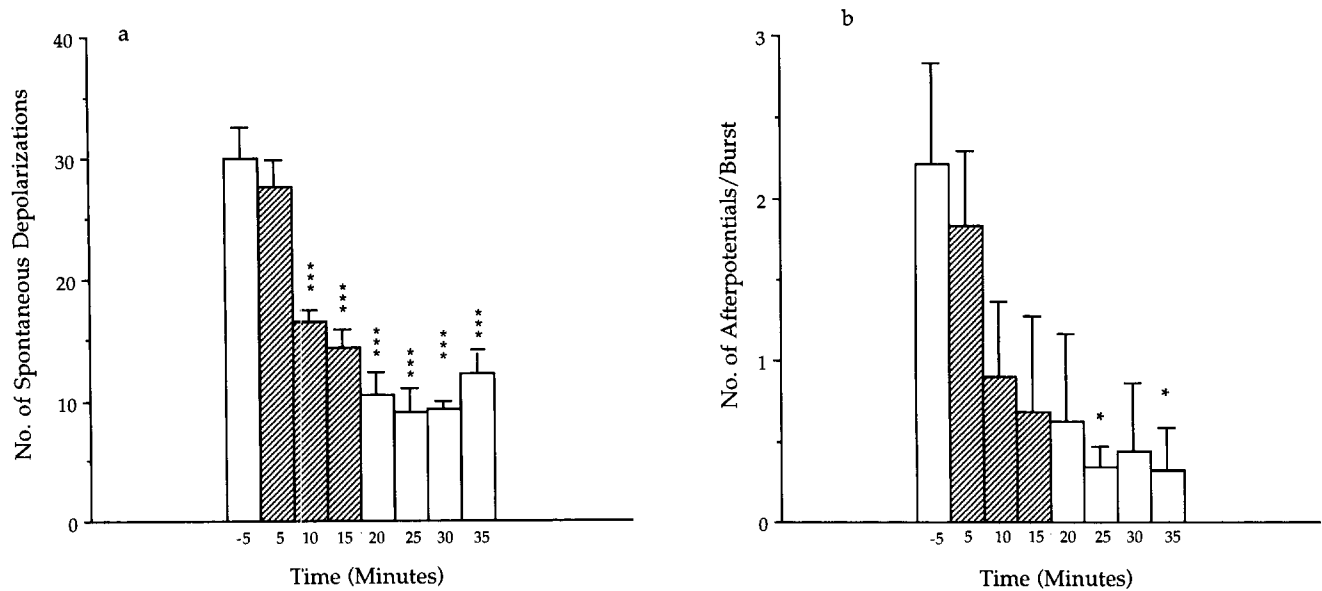 a
No. of Spontaneous Depolarizations
40
30
20
10
0
***
***
***
***
***
***
-5 5 10 15 20 25 30 35
Time (Minutes)
b
No. of Afterpotentials/Burst
3
2
1
0
*
*
-5 5 10 15 20 25 30 35
Time (Minutes)